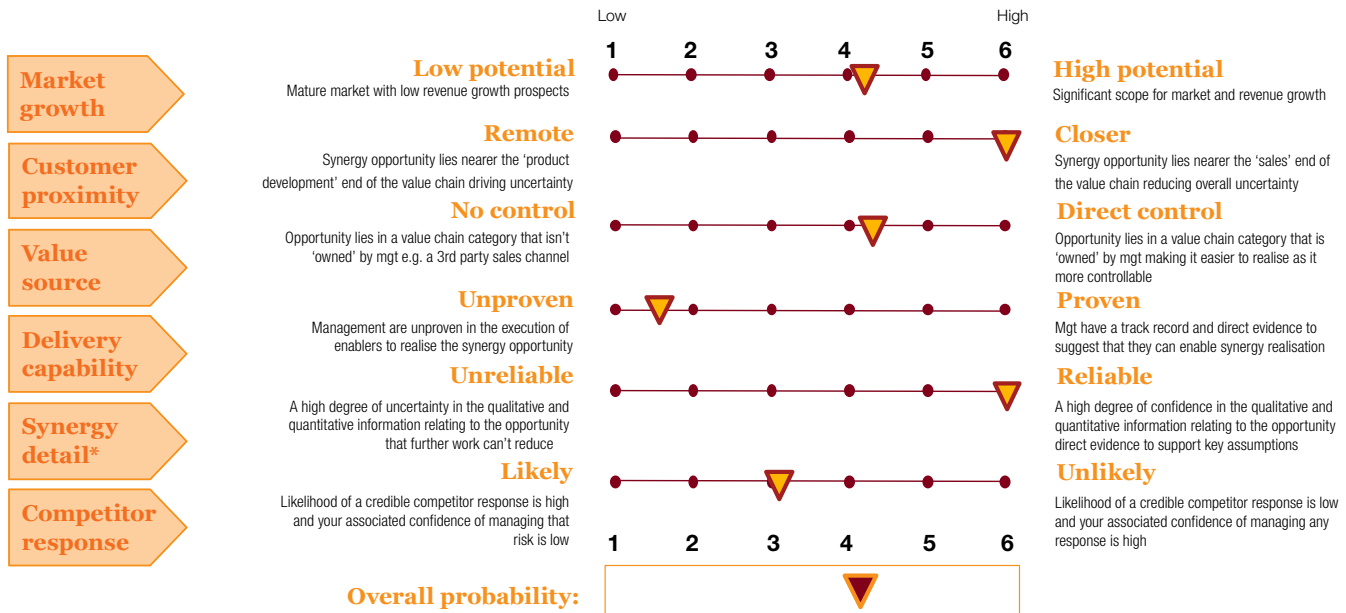 Low
High
1 2 3 4 5 6
Market
growth
Low potential
Mature market with low revenue growth prospects
High potential
Significant scope for market and revenue growth
Customer
proximity
Remote
Synergy opportunity lies nearer the ‘product
development’ end of the value chain driving uncertainty
Closer
Synergy opportunity lies nearer the ‘sales’ end of
the value chain reducing overall uncertainty
Value
source
No control
Opportunity lies in a value chain category that isn’t
‘owned’ by mgt e.g. a 3rd party sales channel
Direct control
Opportunity lies in a value chain category that is
‘owned’ by mgt making it easier to realise as it
more controllable
Delivery
capability
Unproven
Management are unproven in the execution of
enablers to realise the synergy opportunity
Proven
Mgt have a track record and direct evidence to
suggest that they can enable synergy realisation
Synergy
detail*
Unreliable
A high degree of uncertainty in the qualitative and
quantitative information relating to the opportunity
that further work can’t reduce
Reliable
A high degree of confidence in the qualitative and
quantitative information relating to the opportunity
direct evidence to support key assumptions
Competitor
response
Likely
Likelihood of a credible competitor response is high
and your associated confidence of managing that
risk is low
Unlikely
Likelihood of a credible competitor response is low
and your associated confidence of managing any
response is high
1 2 3 4 5 6
Overall probability: